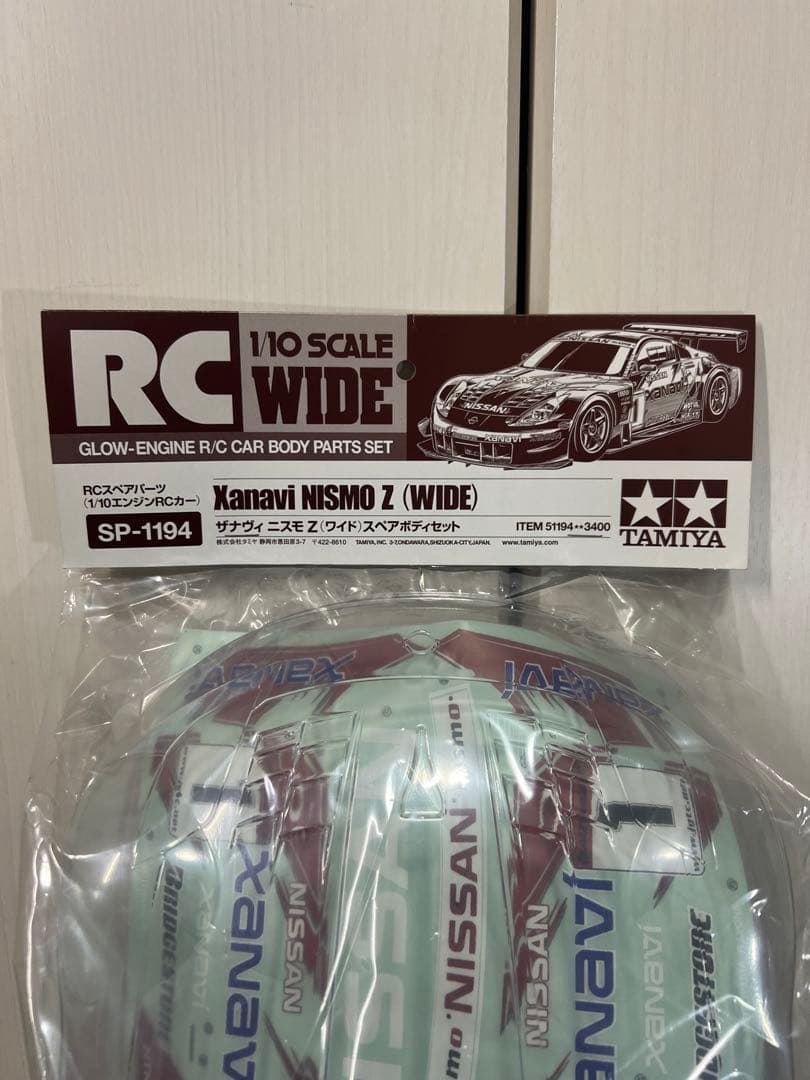 RC
1/10 SCALE
WIDE
GLOW-ENGINE R/C CAR BODY PARTS SET
NISSAN
NISSAN
xanavi
xanavi
RCスペアパーツ
(1/10エンジンRCカー)
SP-1194
Xanavi NISMO Z (WIDE)
ザナヴィ ニスモ Z (ワイド) スペアボディセット
ITEM 51194**3400
株式会社タミヤ 静岡市恩田原3-7 〒422-8610
TAMIYA, INC. 3-7, ONDAWARA, SHIZUOKA-CITY, JAPAN.
www.tamiya.com
TAMIYA
1
1
www.jgtc.net
BRIDGESTONE
xanavi
xanavi
NISSAN
NISSAN
nismo.
NISSAN
NISSAN
xanavi
xanavi